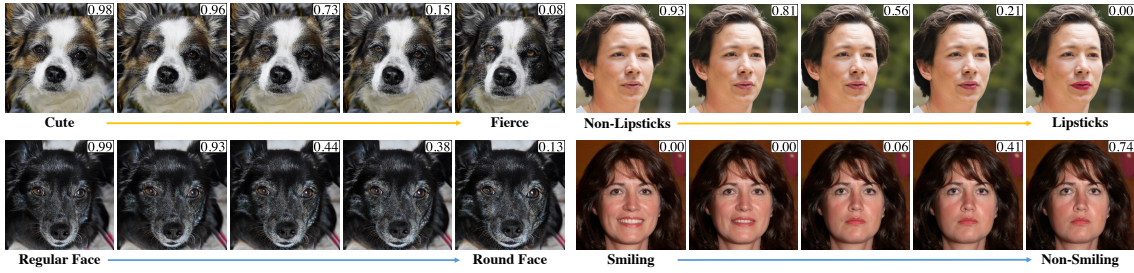 0.98 0.96 0.73 0.15 0.08
Cute Fierce
0.93 0.81 0.56 0.21 0.00
Non-Lipsticks Lipsticks
0.99 0.93 0.44 0.38 0.13
Regular Face Round Face
0.00 0.00 0.06 0.41 0.74
Smiling Non-Smiling